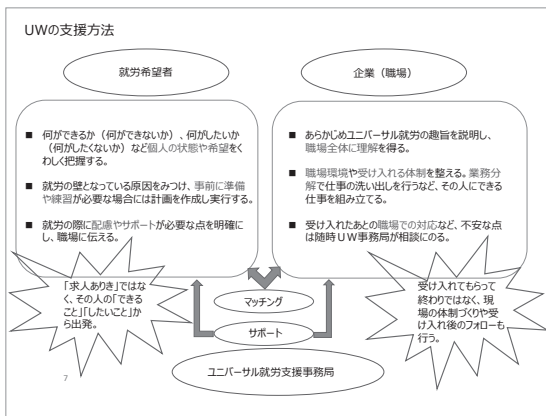 UWの支援方法
就労希望者
企業（職場）
■ 何ができるか（何ができないか）、何がしたいか
（何がしたくないか）など個人の状態や希望をく
わしく把握する。
■ 就労の壁となっている原因をみつけ、事前に準備
や練習が必要な場合には計画を作成し実行する。
■ 就労の際に配慮やサポートが必要な点を明確に
し、職場に伝える。
■ あらかじめユニバーサル就労の趣旨を説明し、
職場全体に理解を得る。
■ 職場環境や受け入れる体制を整える。業務分
解で仕事の洗い出しを行うなど、その人にできる
仕事を組み立てる。
■ 受け入れたあとの職場での対応など、不安な点
は随時ＵＷ事務局が相談にのる。
「求人ありき」ではな
く、その人の「できる
こと」「したいこと」か
ら出発。
マッチング
サポート
受け入れてもらって
終わりではなく、現
場の体制づくりや受
け入れ後のフォローも
行う。
ユニバーサル就労支援事務局
7